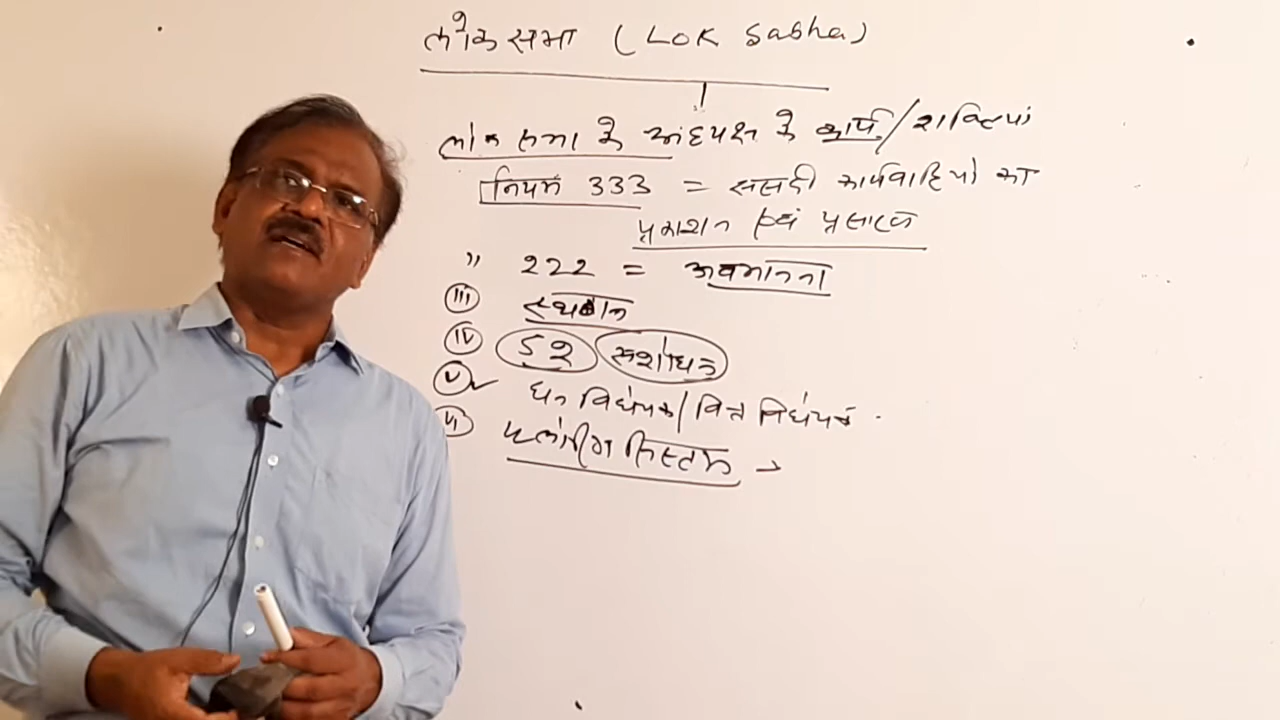 लोकसभा (Lok Sabha)
लोकसभा के अध्यक्ष के कार्य/शक्तियां
नियम 333 = संसदी कार्यवाहियों का
प्रकाशन एवं प्रसारण
" 222 = अवमानना
(iii) स्थगन
(iv) 52 संशोधन
(v) ✓ धन विधेयक/वित्त विधेयक
(vi) फ्लोरिंग सिस्टम →